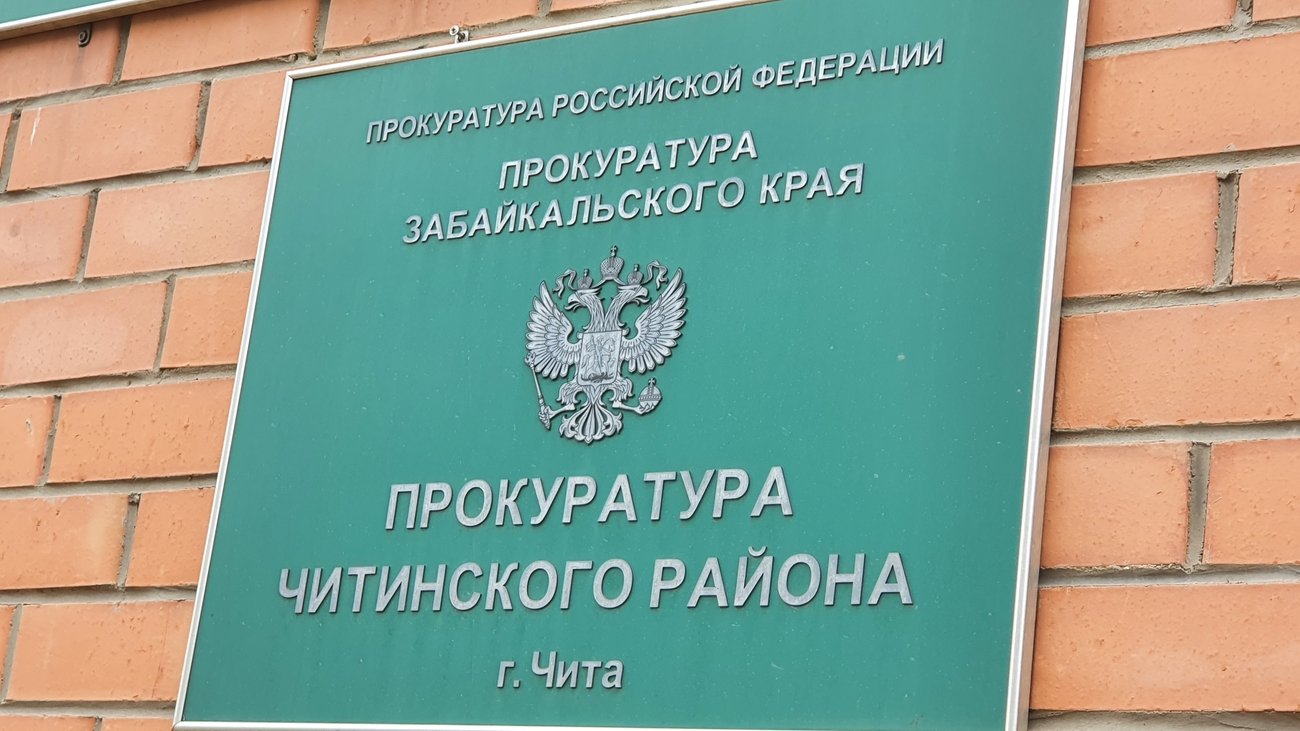 ПРОКУРАТУРА РОССИЙСКОЙ ФЕДЕРАЦИИ
ПРОКУРАТУРА
ЗАБАЙКАЛЬСКОГО КРАЯ
ПРОКУРАТУРА
ЧИТИНСКОГО РАЙОНА
г. Чита